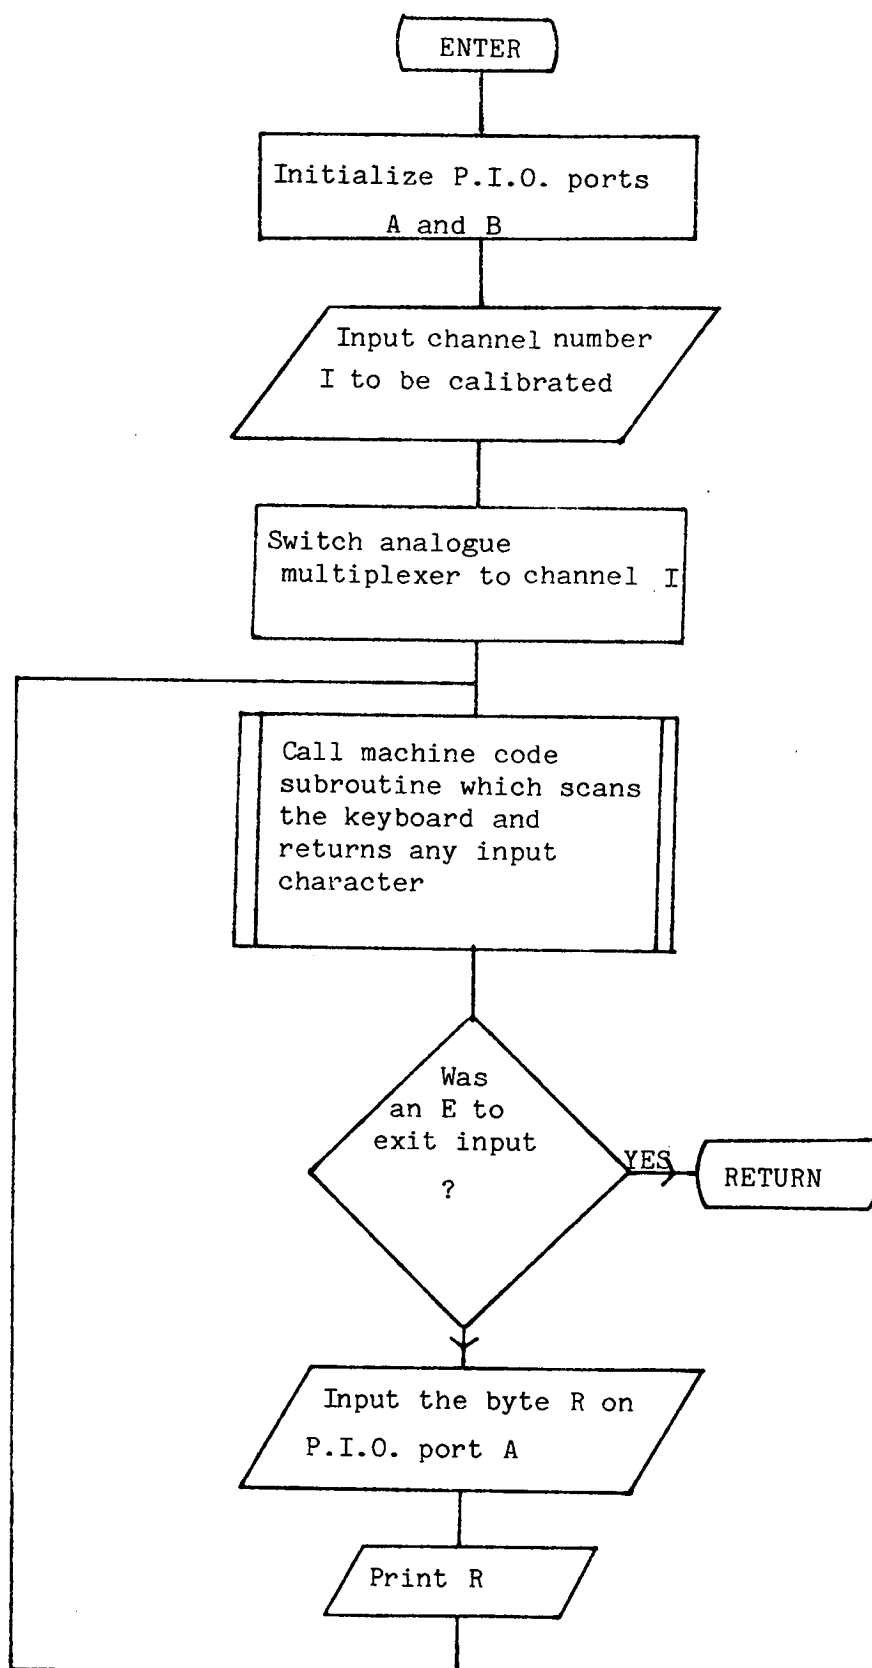 ENTER
Initialize P.I.O. ports
A and B
Input channel number
I to be calibrated
Switch analogue
multiplexer to channel I
Call machine code
subroutine which scans
the keyboard and
returns any input
character
Was
an E to
exit input
?
YES
RETURN
Input the byte R on
P.I.O. port A
Print R